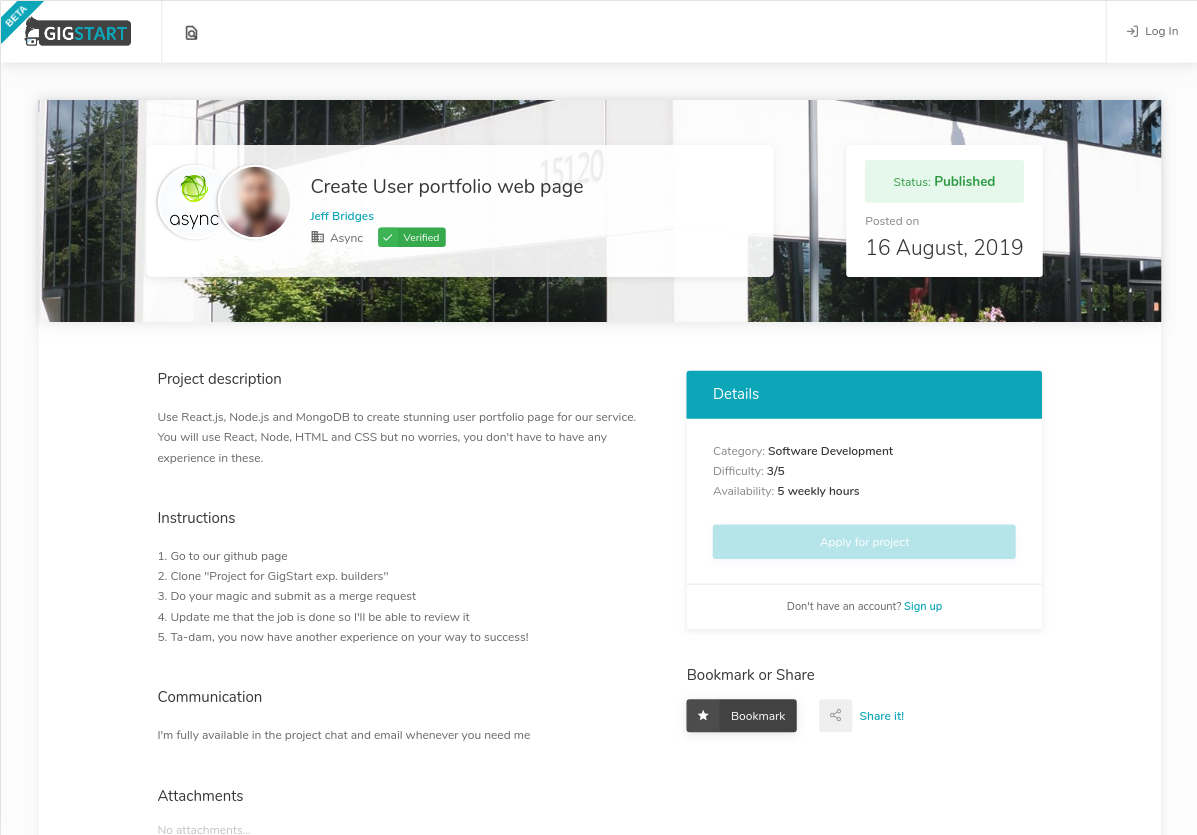 BETA
GIGSTART
Log In
15120
async
Create User portfolio web page
Jeff Bridges
Async
Verified
Status: Published
Posted on
16 August, 2019
Project description
Use React.js, Node.js and MongoDB to create stunning user portfolio page for our service.
You will use React, Node, HTML and CSS but no worries, you don't have to have any
experience in these.
Instructions
1. Go to our github page
2. Clone "Project for GigStart exp. builders"
3. Do your magic and submit as a merge request
4. Update me that the job is done so I'll be able to review it
5. Ta-dam, you now have another experience on your way to success!
Communication
I'm fully available in the project chat and email whenever you need me
Attachments
No attachments...
Details
Category: Software Development
Difficulty: 3/5
Availability: 5 weekly hours
Apply for project
Don't have an account? Sign up
Bookmark or Share
Bookmark
Share it!